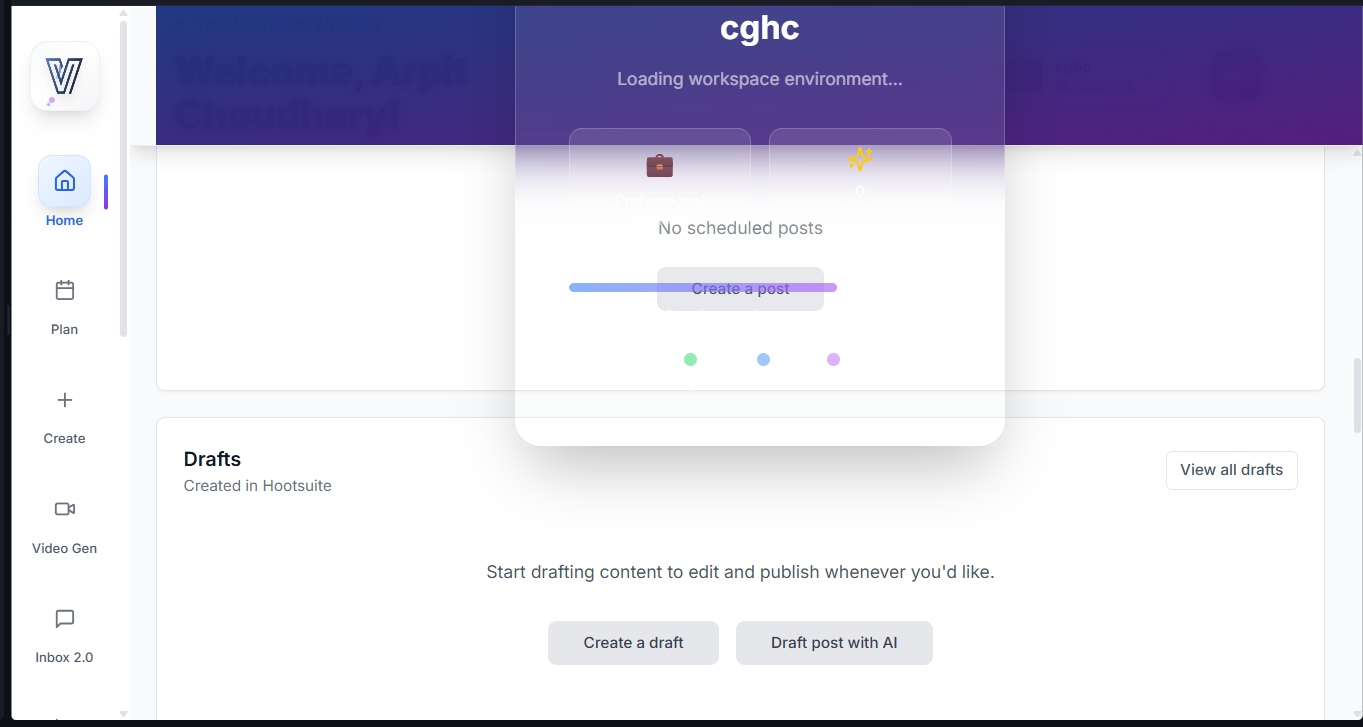 cghc
Welcome, Arpit
Choudhary!
Loading workspace environment...
Professional
0
No scheduled posts
Create a post
Home
Plan
Create
Video Gen
Inbox 2.0
Drafts
Created in Hootsuite
View all drafts
Start drafting content to edit and publish whenever you'd like.
Create a draft
Draft post with AI